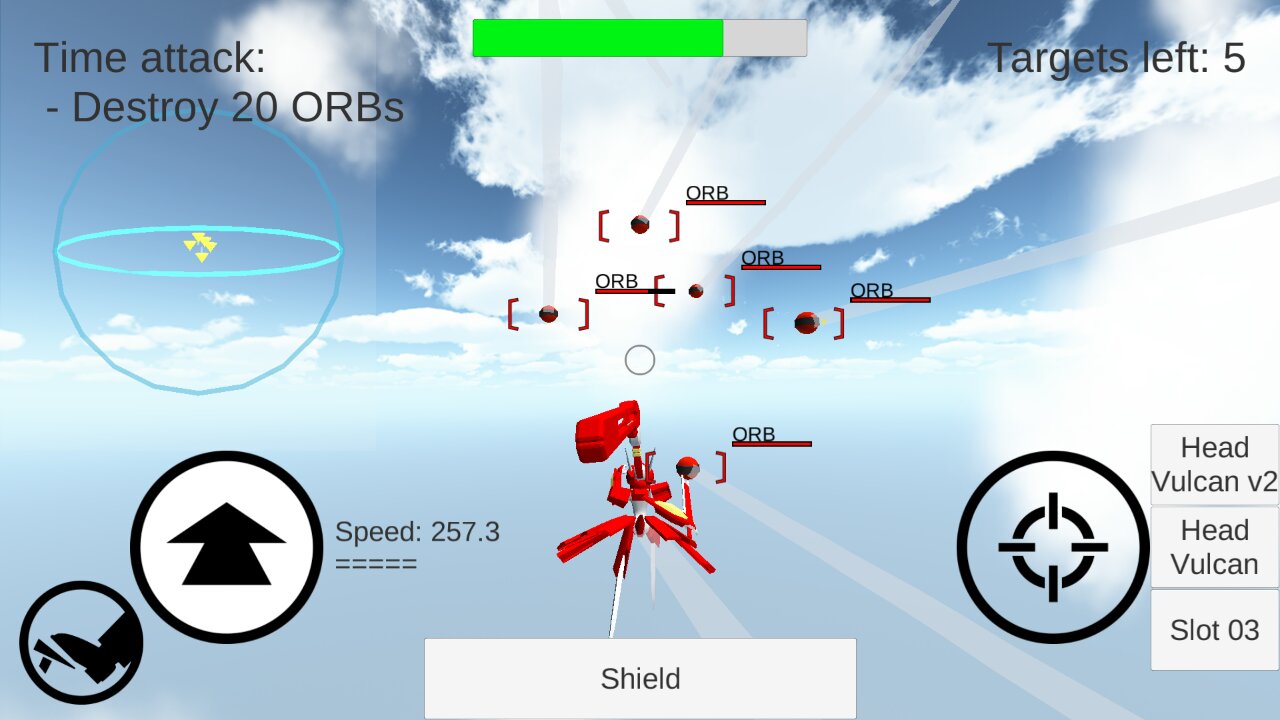 Time attack:
- Destroy 20 ORBs
Targets left: 5
ORB
ORB
ORB
ORB
ORB
Speed: 257.3
=====
Head
Vulcan v2
Head
Vulcan
Slot 03
Shield